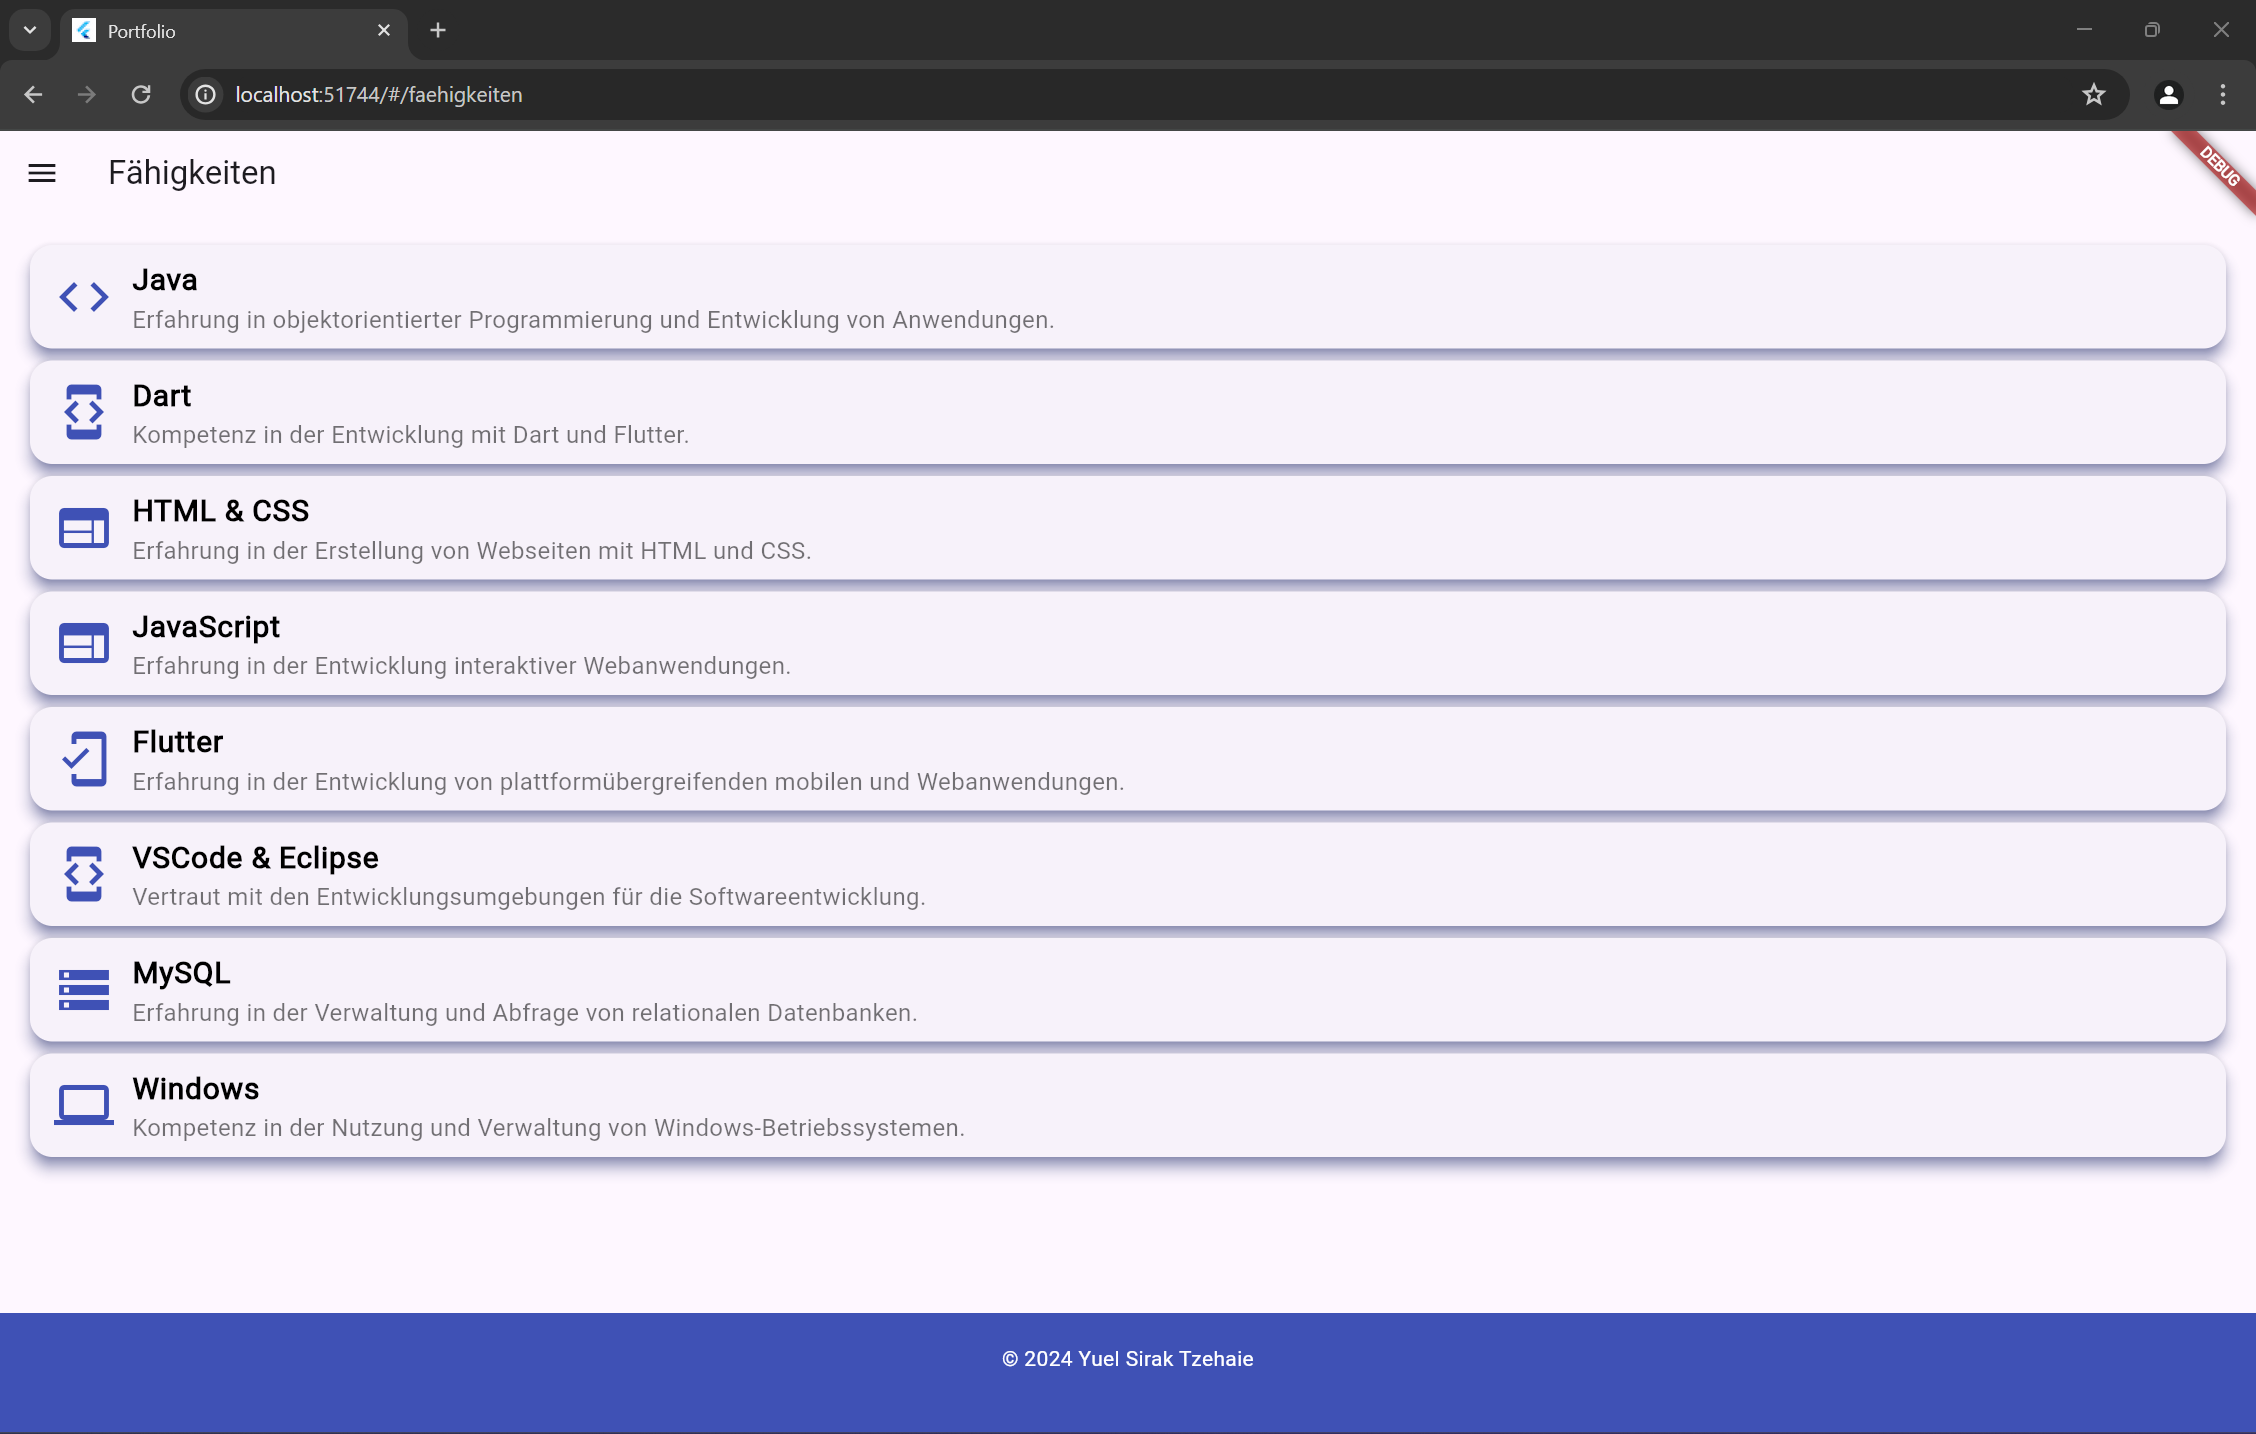 Portfolio
localhost:51744/#/faehigkeiten
Fähigkeiten
DEBUG
Java
Erfahrung in objektorientierter Programmierung und Entwicklung von Anwendungen.
Dart
Kompetenz in der Entwicklung mit Dart und Flutter.
HTML & CSS
Erfahrung in der Erstellung von Webseiten mit HTML und CSS.
JavaScript
Erfahrung in der Entwicklung interaktiver Webanwendungen.
Flutter
Erfahrung in der Entwicklung von plattformübergreifenden mobilen und Webanwendungen.
VSCode & Eclipse
Vertraut mit den Entwicklungsumgebungen für die Softwareentwicklung.
MySQL
Erfahrung in der Verwaltung und Abfrage von relationalen Datenbanken.
Windows
Kompetenz in der Nutzung und Verwaltung von Windows-Betriebssystemen.
© 2024 Yuel Sirak Tzehaie